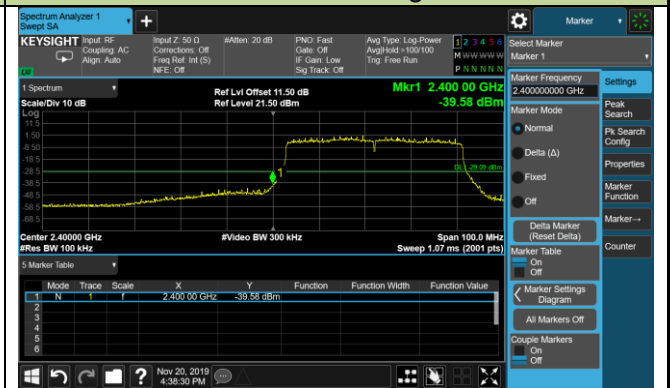 Spectrum Analyzer 1
Swept SA
Marker
KEYSIGHT
Input: RF
Coupling: AC
Align: Auto
Input Z: 50 Ω
Corrections: Off
Freq Ref: Int (S)
NFE: Off
#Atten: 20 dB
PNO: Fast
Gate: Off
IF Gain: Low
Sig Track: Off
Avg Type: Log-Power
Avg|Hold:>100/100
Trig: Free Run
1 2 3 4 5 6
M W W W W W
P N N N N N
LXI
Select Marker
Marker 1
1 Spectrum
Scale/Div 10 dB
Ref Lvl Offset 11.50 dB
Ref Level 21.50 dBm
Mkr1 2.400 00 GHz
-39.58 dBm
Log
11.5
1.50
-8.50
-18.5
-28.5
-38.5
-48.5
-58.5
-68.5
DL1 -29.09 dBm
1
Center 2.40000 GHz
#Res BW 100 kHz
#Video BW 300 kHz
Span 100.0 MHz
Sweep 1.07 ms (2001 pts)
5 Marker Table
Mode Trace Scale X Y Function Function Width Function Value
1 N 1 f 2.400 00 GHz -39.58 dBm
2
3
4
5
6
Marker Frequency
2.400000000 GHz
Marker Mode
Normal
Delta (Δ)
Fixed
Off
Delta Marker
(Reset Delta)
Marker Table
On
Off
Marker Settings
Diagram
All Markers Off
Couple Markers
On
Off
Settings
Peak
Search
Pk Search
Config
Properties
Marker
Function
Marker→
Counter
?
Nov 20, 2019
4:38:30 PM